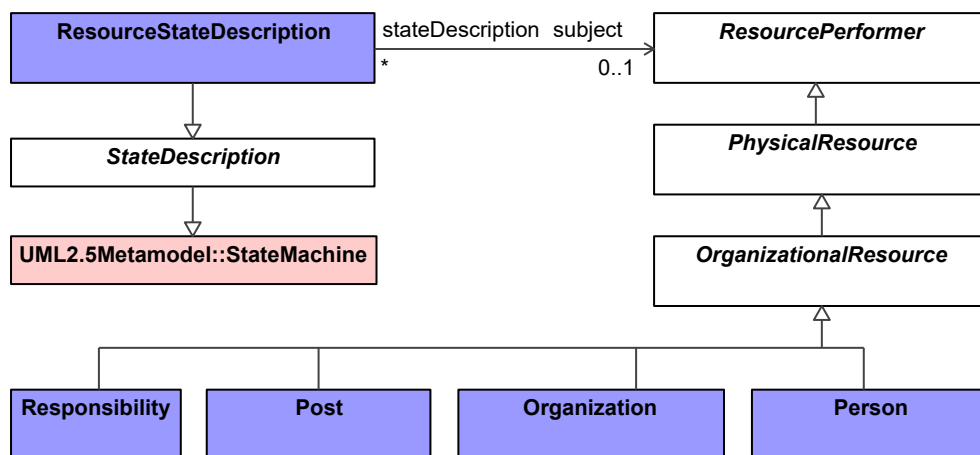 ResourceStateDescription
stateDescription subject
ResourcePerformer
*
0..1
StateDescription
PhysicalResource
UML2.5Metamodel::StateMachine
OrganizationalResource
Responsibility
Post
Organization
Person